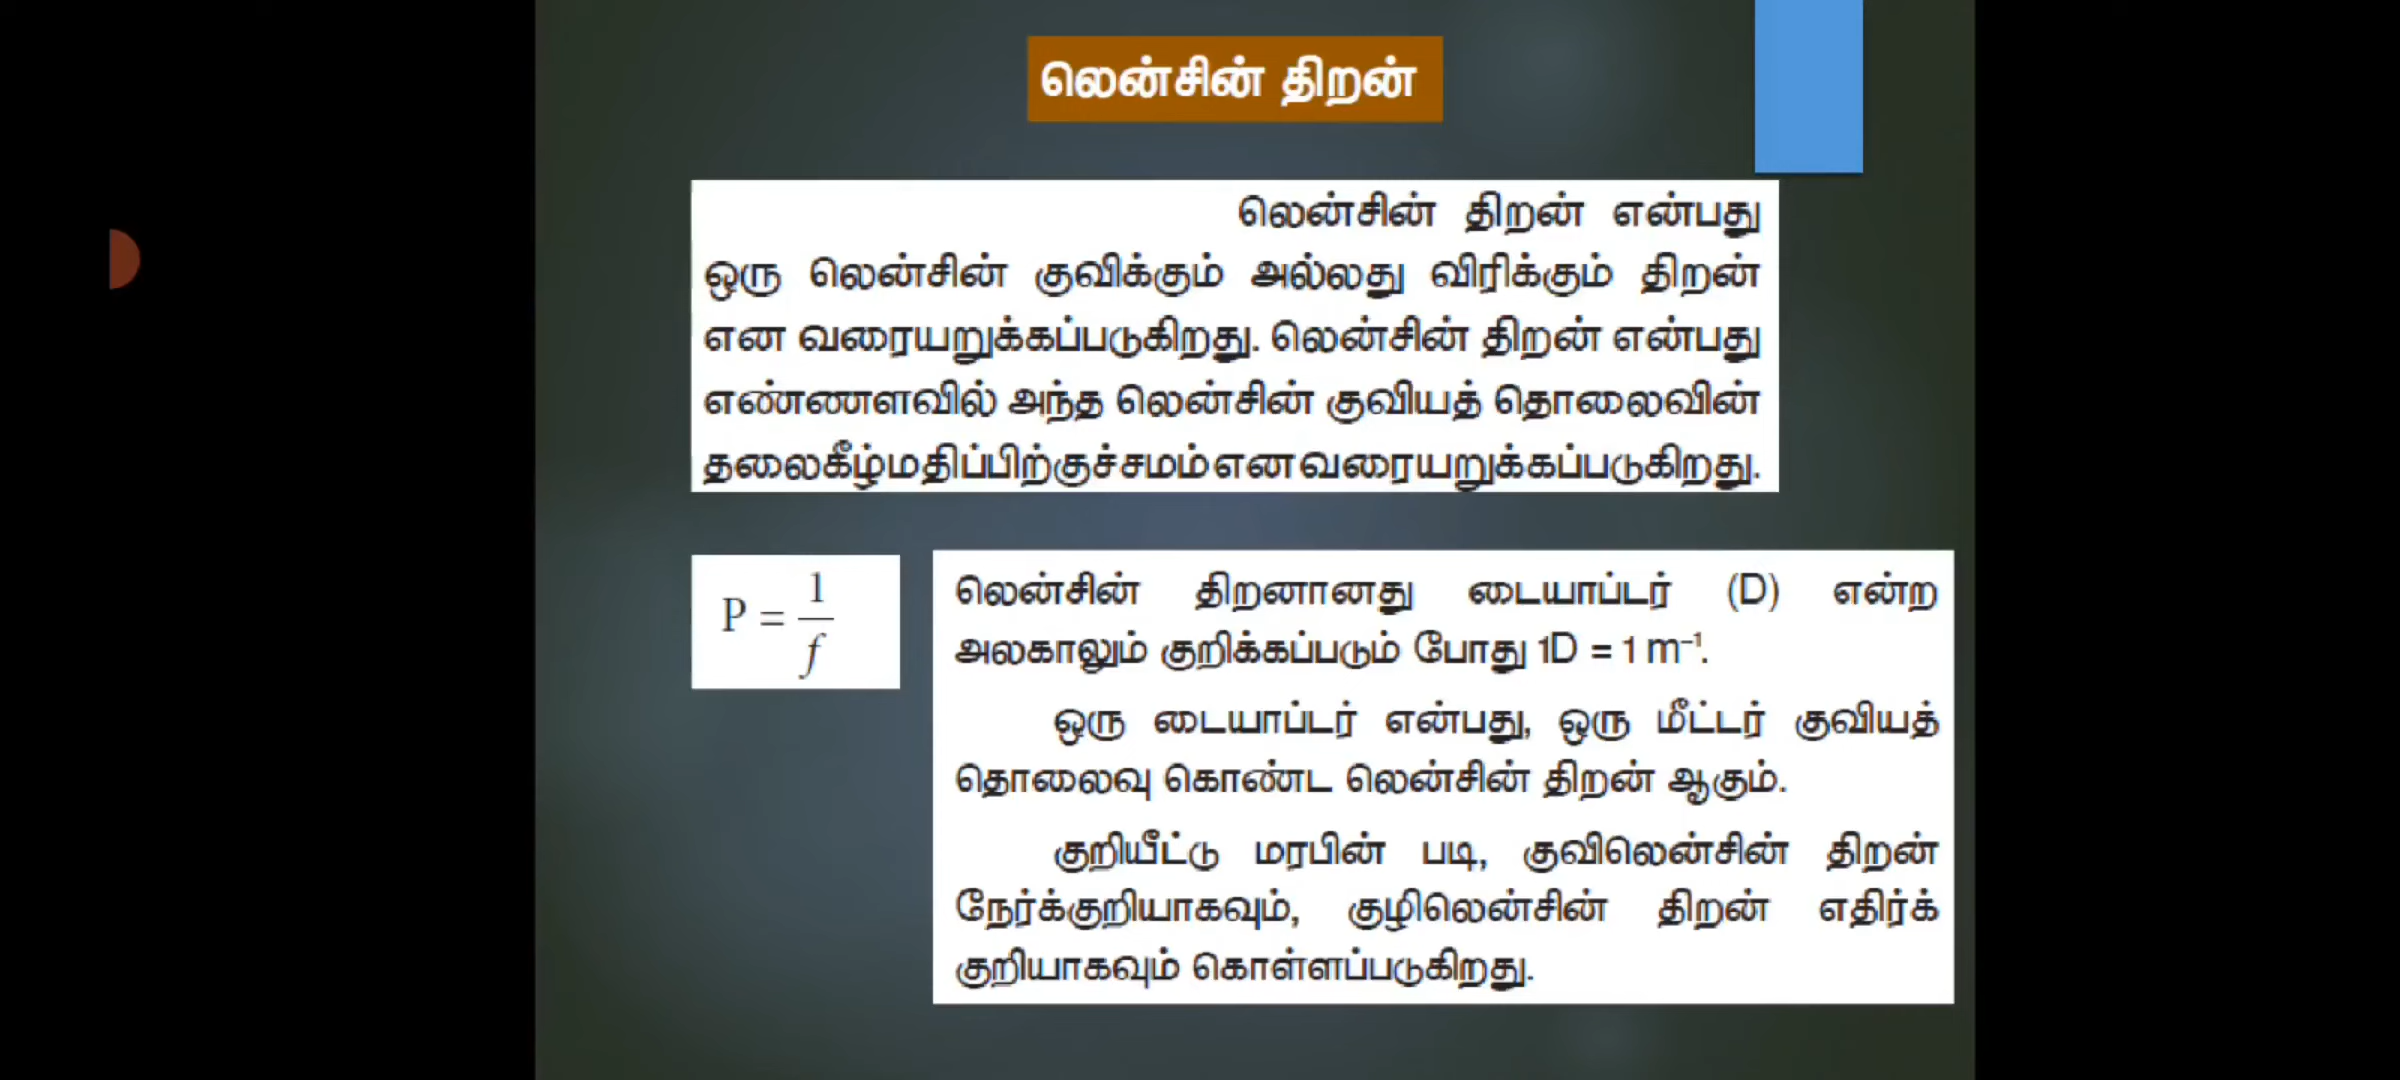 லென்சின் திறன்
லென்சின் திறன் என்பது
ஒரு லென்சின் குவிக்கும் அல்லது விரிக்கும் திறன்
என வரையறுக்கப்படுகிறது. லென்சின் திறன் என்பது
எண்ணளவில் அந்த லென்சின் குவியத் தொலைவின்
தலைகீழ்மதிப்பிற்குச்சமம் என வரையறுக்கப்படுகிறது.
P = 1/f
லென்சின் திறனானது டையாப்டர் (D) என்ற
அலகாலும் குறிக்கப்படும் போது 1D = 1 m⁻¹.
ஒரு டையாப்டர் என்பது, ஒரு மீட்டர் குவியத்
தொலைவு கொண்ட லென்சின் திறன் ஆகும்.
குறியீட்டு மரபின் படி, குவிலென்சின் திறன்
நேர்க்குறியாகவும், குழிலென்சின் திறன் எதிர்க்
குறியாகவும் கொள்ளப்படுகிறது.